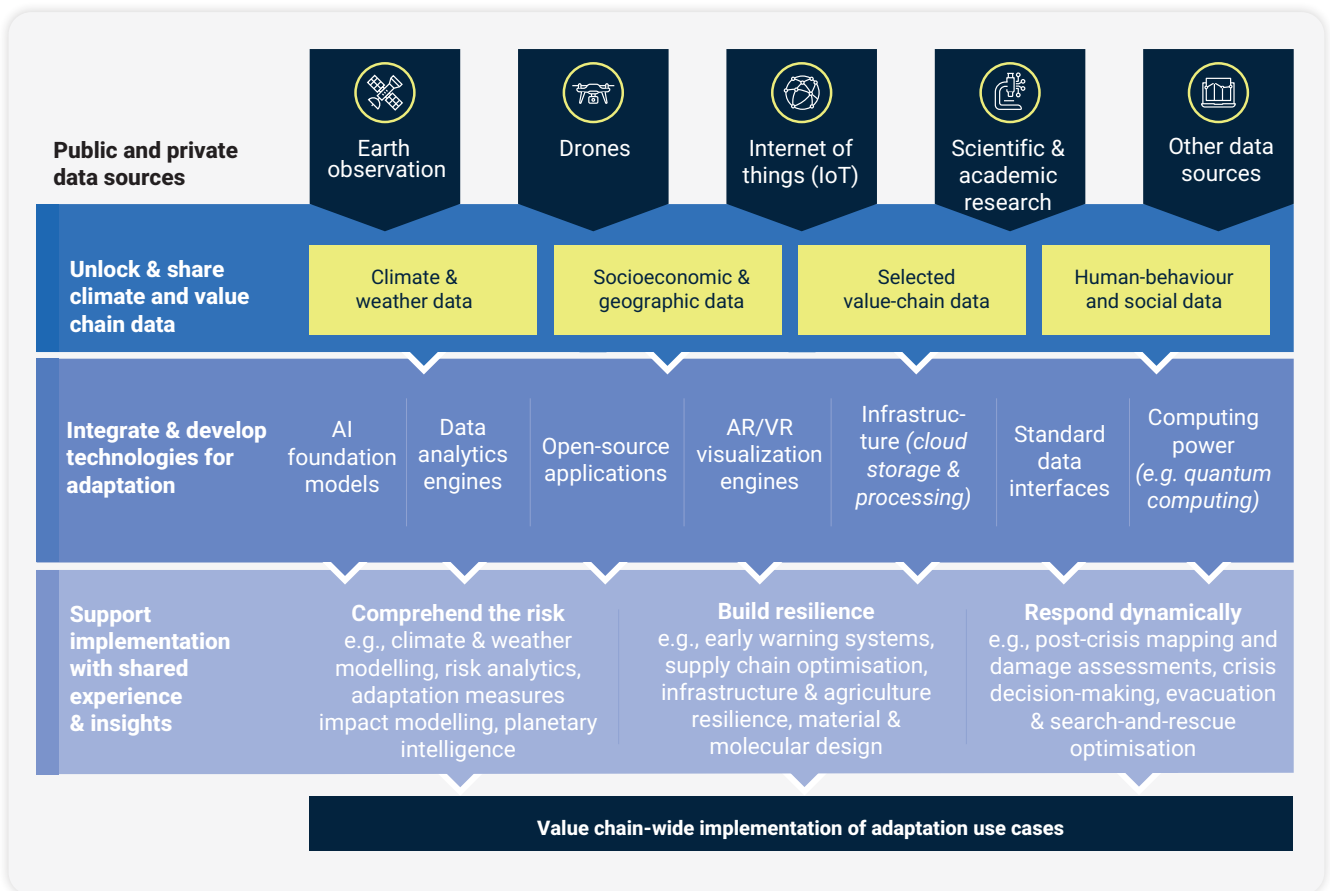 Public and private
data sources
Earth
observation
Drones
Internet of
things (IoT)
Scientific &
academic
research
Other data
sources
Unlock & share
climate and value
chain data
Climate &
weather data
Socioeconomic &
geographic data
Selected
value-chain data
Human-behaviour
and social data
Integrate & develop
technologies for
adaptation
AI
foundation
models
Data
analytics
engines
Open-source
applications
AR/VR
visualization
engines
Infrastruc-
ture (cloud
storage &
processing)
Standard
data
interfaces
Computing
power
(e.g. quantum
computing)
Support
implementation
with shared
experience
& insights
Comprehend the risk
e.g., climate & weather
modelling, risk analytics,
adaptation measures
impact modelling, planetary
intelligence
Build resilience
e.g., early warning systems,
supply chain optimisation,
infrastructure & agriculture
resilience, material &
molecular design
Respond dynamically
e.g., post-crisis mapping and
damage assessments, crisis
decision-making, evacuation
& search-and-rescue
optimisation
Value chain-wide implementation of adaptation use cases